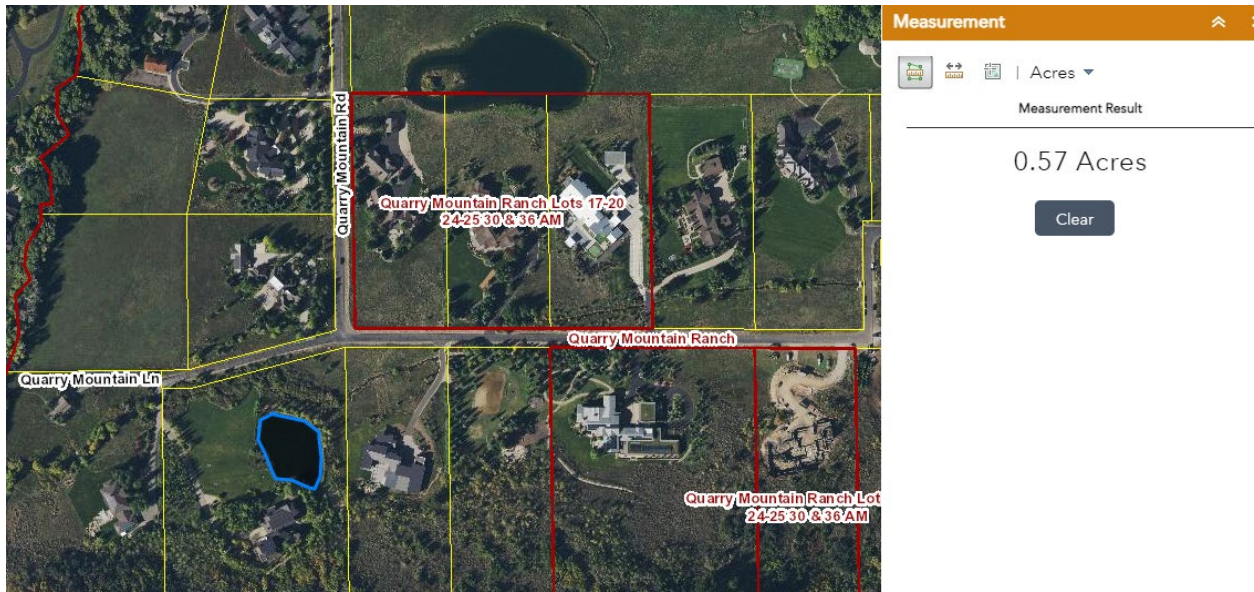 Quarry Mountain Rd
Quarry Mountain Ranch Lots 17-20
24-25 30 & 36 AM
Quarry Mountain Ranch
Quarry Mountain Ln
Quarry Mountain Ranch Lot
24-25 30 & 36 AM
Measurement
Acres
Measurement Result
0.57 Acres
Clear